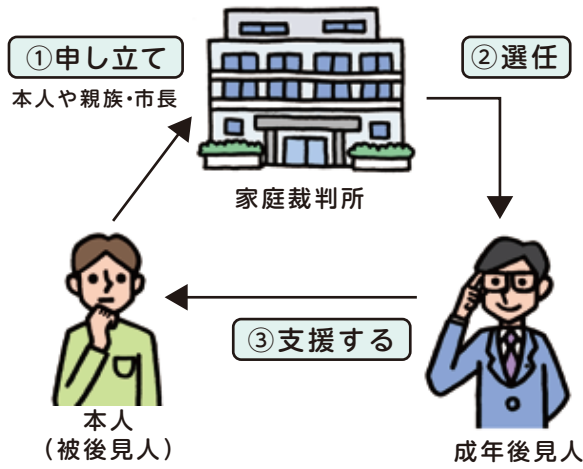 ①申し立て
本人や親族・市長
②選任
家庭裁判所
③支援する
本人
（被後見人）
成年後見人